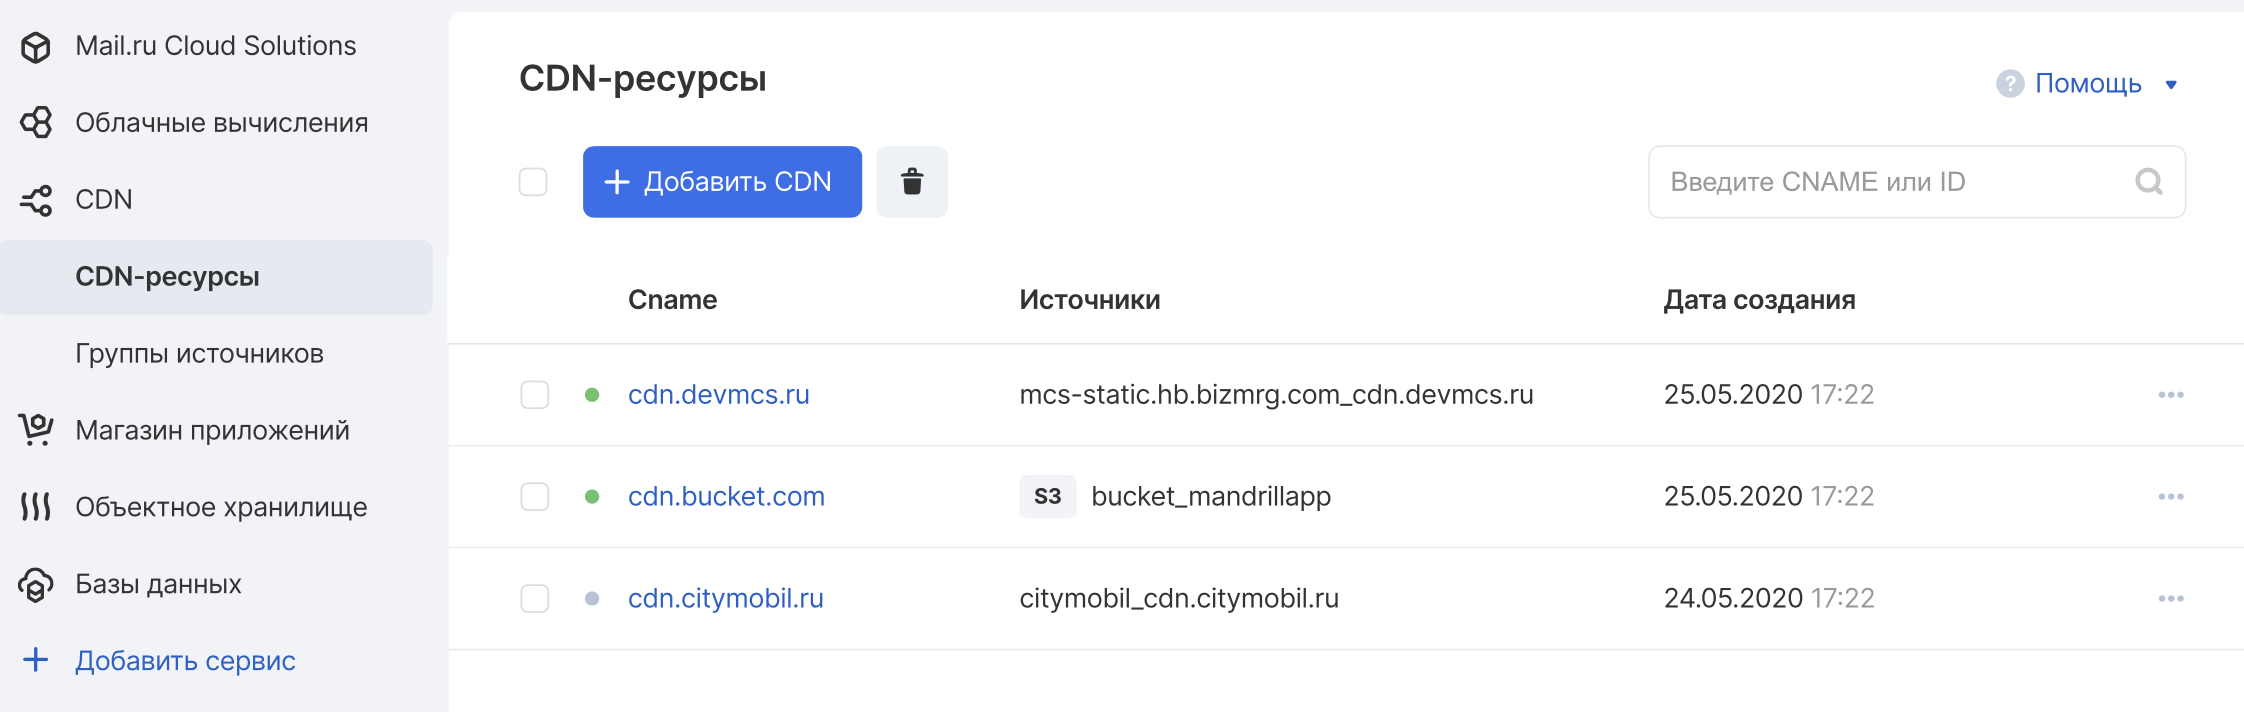 Mail.ru Cloud Solutions
Облачные вычисления
CDN
CDN-ресурсы
Группы источников
Магазин приложений
Объектное хранилище
Базы данных
+ Добавить сервис
CDN-ресурсы
? Помощь
+ Добавить CDN
Введите CNAME или ID
Cname Источники Дата создания
cdn.devmcs.ru mcs-static.hb.bizmrg.com_cdn.devmcs.ru 25.05.2020 17:22
cdn.bucket.com S3 bucket_mandrillapp 25.05.2020 17:22
cdn.citymobil.ru citymobil_cdn.citymobil.ru 24.05.2020 17:22